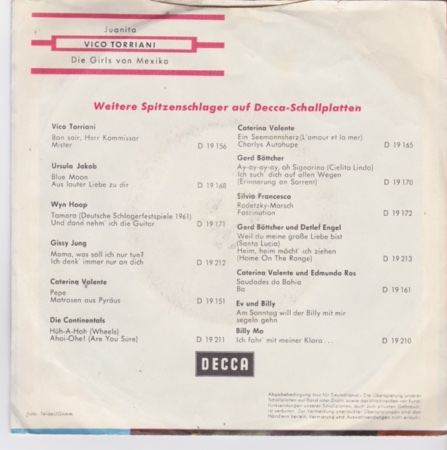 Juanita
VICO TORRIANI
Die Girls von Mexiko
Weitere Spitzenschlager auf Decca-Schallplatten
Vico Torriani
Bon soir, Herr Kommissar
Mister D 19 156
Ursula Jakob
Blue Moon
Aus lauter Liebe zu dir D 19 168
Wyn Hoop
Tamara (Deutsche Schlagerfestspiele 1961)
Und dann nehm' ich die Guitar D 19 171
Gissy Jung
Mama, was soll ich nur tun?
Ich denk' immer nur an dich D 19 212
Caterina Valente
Pepe
Matrosen aus Pyräus D 19 151
Die Continentals
Hüh-A-Hoh (Wheels)
Ahoi-Ohe! (Are You Sure) D 19 211
Caterina Valente
Ein Seemannsherz (L'amour et la mer)
Charlys Autohupe D 19 165
Gerd Böttcher
Ay-ay-ay-ay, oh Signorina (Cielito Lindo)
Ich such' dich auf allen Wegen
(Erinnerung an Sorrent) D 19 170
Silvio Francesco
Radetzky-Marsch
Fascination D 19 172
Gerd Böttcher und Detlef Engel
Weil du meine große Liebe bist
(Santa Lucia)
Heim, heim möcht' ich ziehen
(Home On The Range) D 19 213
Caterina Valente und Edmundo Ros
Saudades da Bahia
Ba D 19 161
Ev und Billy
Am Sonntag will der Billy mit mir
segeln gehn
Billy Mo
Ich fahr' mit meiner Klara . . . D 19 210
DECCA